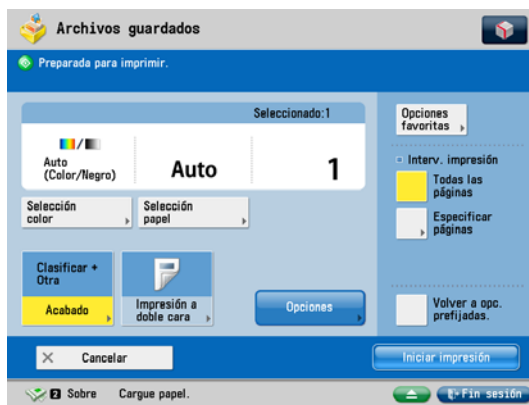 Archivos guardados
Preparada para imprimir.
Seleccionado:1
Auto
(Color/Negro)
Auto
1
Selección
color
Selección
papel
Clasificar +
Otra
Acabado
Impresión a
doble cara
Opciones
Opciones
favoritas
Interv. impresión
Todas las
páginas
Especificar
páginas
Volver a opc.
prefijadas.
Cancelar
Iniciar impresión
2 Sobre Cargue papel.
Fin sesión